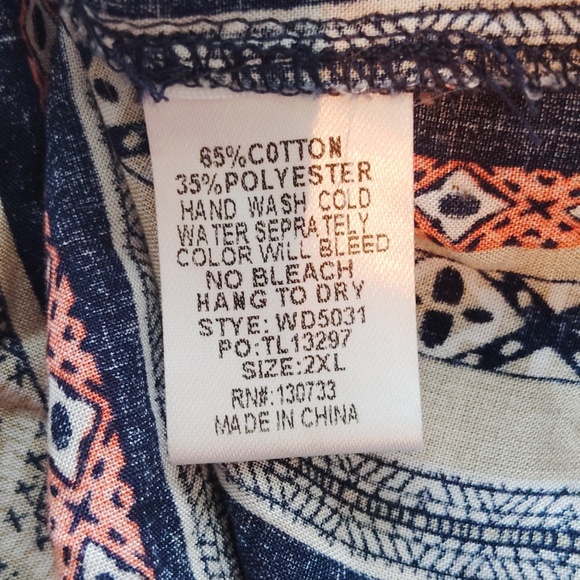 65%COTTON
35%POLYESTER
HAND WASH COLD
WATER SEPRATELY
COLOR WILL BLEED
NO BLEACH
HANG TO DRY
STYE: WD5031
PO:TL13297
SIZE:2XL
RN#:130733
MADE IN CHINA